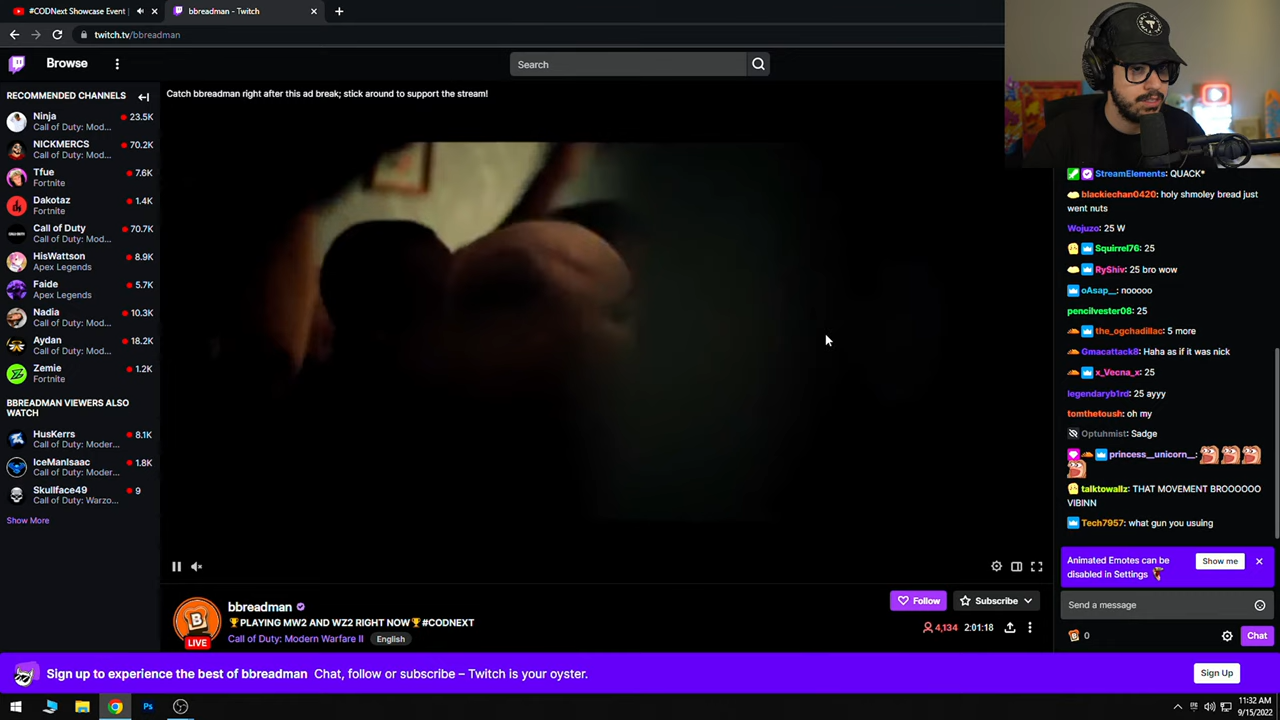 #CODNext Showcase Event |
bbreadman - Twitch
twitch.tv/bbreadman
Browse
Search
RECOMMENDED CHANNELS
Ninja 23.5K
Call of Duty: Mod...
NICKMERCS 70.2K
Call of Duty: Mod...
Tfue 7.6K
Fortnite
Dakotaz 1.4K
Fortnite
Call of Duty 70.7K
Call of Duty: Mod...
HisWattson 8.9K
Apex Legends
Faide 5.7K
Apex Legends
Nadia 10.3K
Call of Duty: Mod...
Aydan 18.2K
Call of Duty: Mod...
Zemie 1.2K
Fortnite
BBREADMAN VIEWERS ALSO
WATCH
HusKerrs 8.1K
Call of Duty: Moder...
IceManIsaac 1.8K
Call of Duty: Moder...
Skullface49 9
Call of Duty: Warzo...
Show More
Catch bbreadman right after this ad break; stick around to support the stream!
bbreadman
🏆PLAYING MW2 AND WZ2 RIGHT NOW🏆#CODNEXT
Call of Duty: Modern Warfare II English
LIVE
Follow
Subscribe
4,134 2:01:18
StreamElements: QUACK*
blackiechan0420: holy shmoley bread just
went nuts
Wojuzo: 25 W
Squirrel76: 25
RyShiv: 25 bro wow
oAsap__: nooooo
pencilvester08: 25
the_ogchadillac: 5 more
Gmacattack8: Haha as if it was nick
x_Vecna_x: 25
legendaryb1rd: 25 ayyy
tomthetoush: oh my
Optuhmist: Sadge
princess__unicorn__:
talktowallz: THAT MOVEMENT BROOOOOO
VIBINN
Tech7957: what gun you usuing
Animated Emotes can be
disabled in Settings
Show me
Send a message
0
Chat
Sign up to experience the best of bbreadman Chat, follow or subscribe – Twitch is your oyster.
Sign Up
11:32 AM
9/15/2022